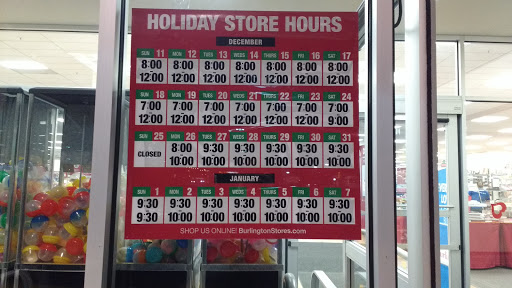 HOLIDAY STORE HOURS
DECEMBER
SUN 11 MON 12 TUES 13 WED 14 THUR 15 FRI 16 SAT 17
8:00 8:00 8:00 8:00 8:00 8:00 8:00
12:00 12:00 12:00 12:00 12:00 12:00 12:00
SUN 18 MON 19 TUES 20 WED 21 THUR 22 FRI 23 SAT 24
7:00 7:00 7:00 7:00 7:00 7:00 7:00
12:00 12:00 12:00 12:00 12:00 12:00 9:00
SUN 25 MON 26 TUES 27 WED 28 THUR 29 FRI 30 SAT 31
CLOSED 8:00 9:30 9:30 9:30 9:30 9:30
10:00 10:00 10:00 10:00 10:00 10:00
JANUARY
SUN 1 MON 2 TUES 3 WED 4 THUR 5 FRI 6 SAT 7
9:30 9:30 9:30 9:30 9:30 9:30 9:30
9:30 10:00 10:00 10:00 10:00 10:00 10:00
SHOP US ONLINE! BurlingtonStores.com